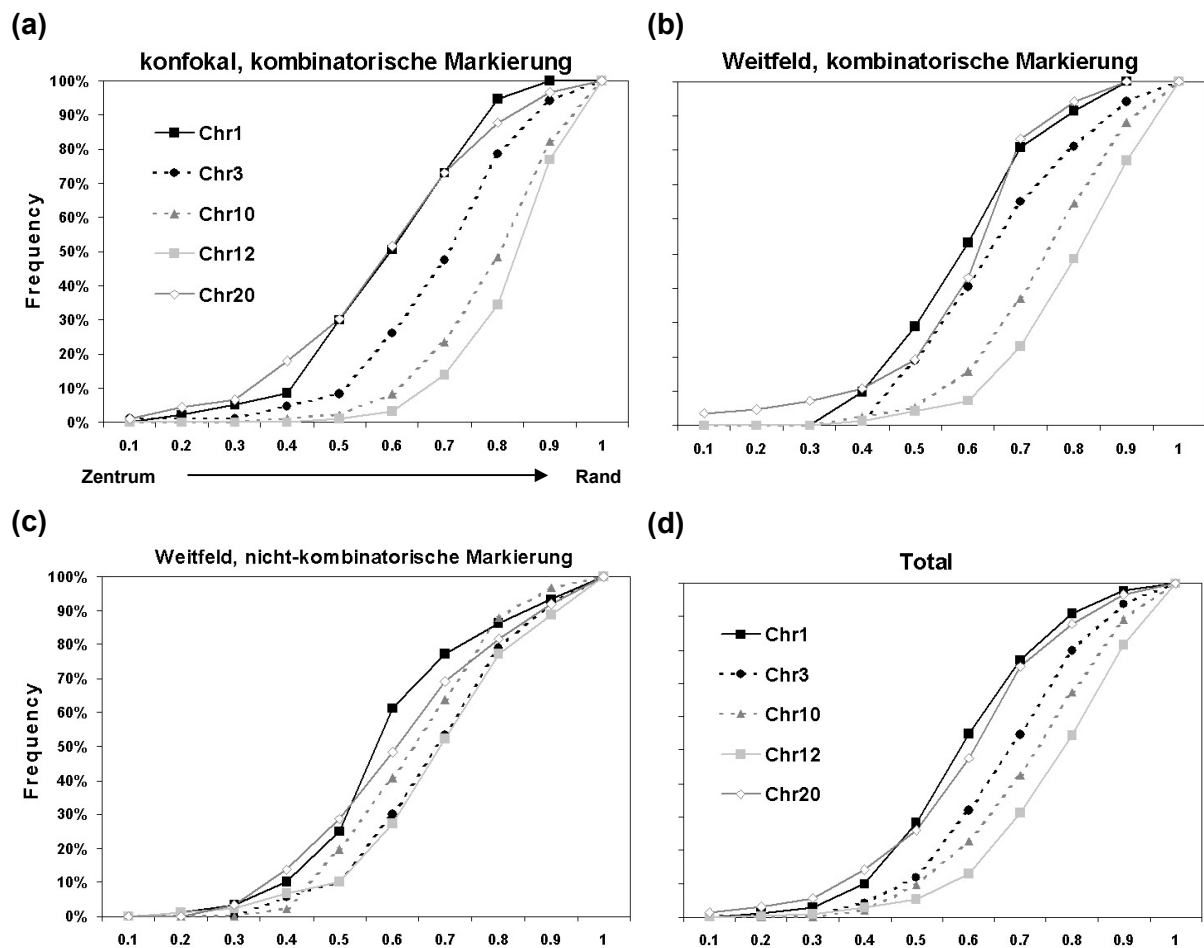 (a)
konfokal, kombinatorische Markierung
100%
90%
80%
70%
60%
50%
40%
30%
20%
10%
0%
Frequency
Chr1
Chr3
Chr10
Chr12
Chr20
0.1 0.2 0.3 0.4 0.5 0.6 0.7 0.8 0.9 1
Zentrum Rand
(b)
Weitfeld, kombinatorische Markierung
0.1 0.2 0.3 0.4 0.5 0.6 0.7 0.8 0.9 1
(c)
Weitfeld, nicht-kombinatorische Markierung
100%
90%
80%
70%
60%
50%
40%
30%
20%
10%
0%
Frequency
0.1 0.2 0.3 0.4 0.5 0.6 0.7 0.8 0.9 1
(d)
Total
Chr1
Chr3
Chr10
Chr12
Chr20
0.1 0.2 0.3 0.4 0.5 0.6 0.7 0.8 0.9 1